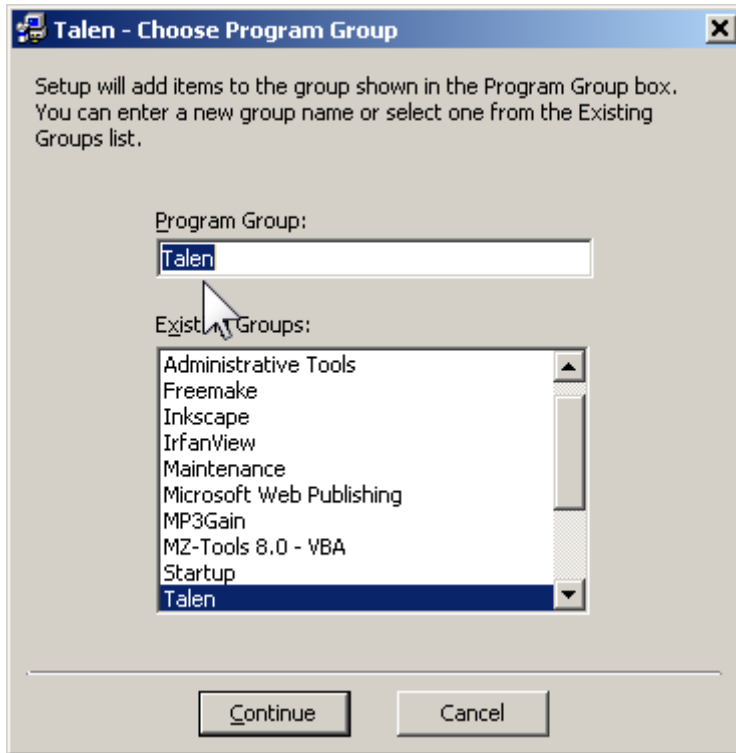 Talen - Choose Program Group
Setup will add items to the group shown in the Program Group box.
You can enter a new group name or select one from the Existing
Groups list.
Program Group:
Talen
Existing Groups:
Administrative Tools
Freemake
Inkscape
IrfanView
Maintenance
Microsoft Web Publishing
MP3Gain
MZ-Tools 8.0 - VBA
Startup
Talen
Continue Cancel